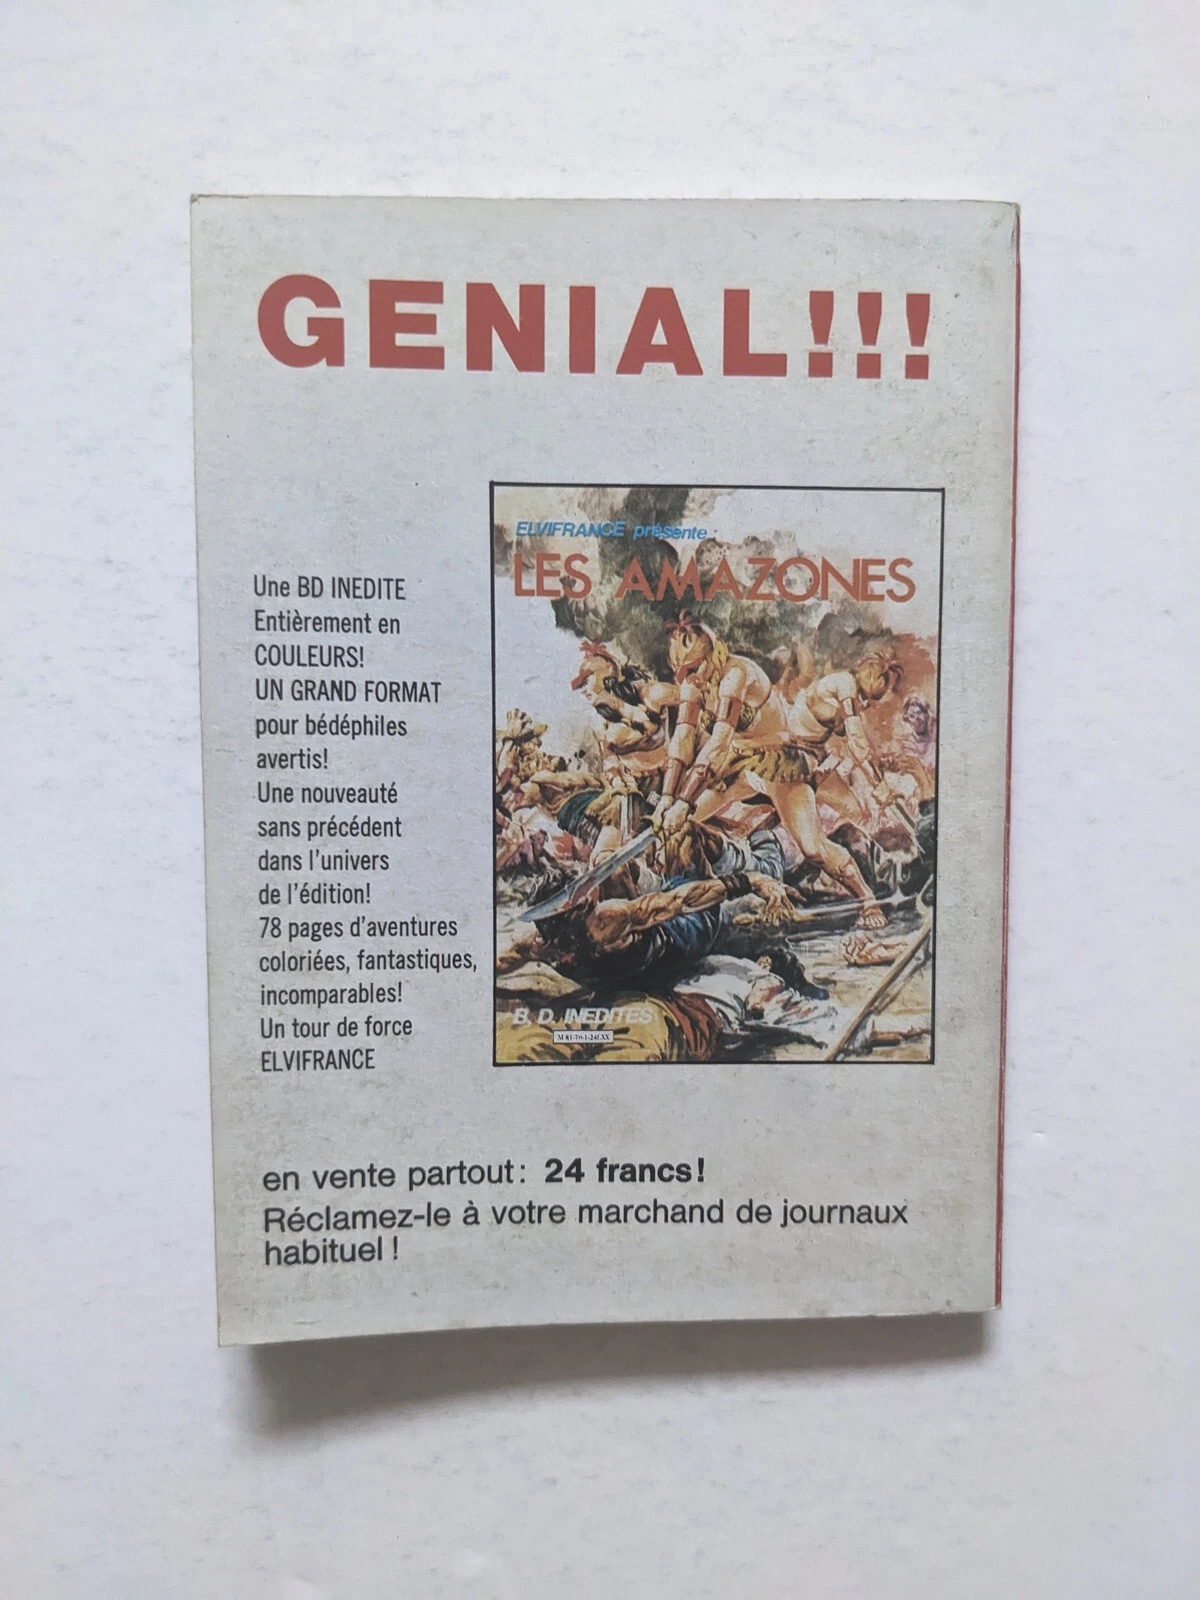 GENIAL!!!
Une BD INEDITE
Entièrement en
COULEURS!
UN GRAND FORMAT
pour bédéphiles
avertis!
Une nouveauté
sans précédent
dans l'univers
de l'édition!
78 pages d'aventures
coloriées, fantastiques,
incomparables!
Un tour de force
ELVIFRANCE
ELVIFRANCE présente :
LES AMAZONES
B. D. INEDITES
en vente partout: 24 francs!
Réclamez-le à votre marchand de journaux
habituel !